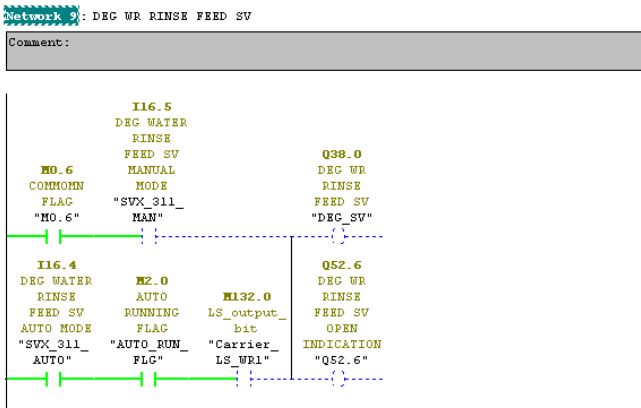 Network 9: DEG WR RINSE FEED SV
Comment:
I16.5
DEG WATER
RINSE
FEED SV
MANUAL
MODE
"SVX_311_
MAN"
M0.6
COMMOMN
FLAG
"M0.6"
Q38.0
DEG WR
RINSE
FEED SV
"DEG_SV"
I16.4
DEG WATER
RINSE
FEED SV
AUTO MODE
"SVX_311_
AUTO"
M2.0
AUTO
RUNNING
FLAG
"AUTO_RUN_
FLG"
M132.0
LS_output_
bit
"Carrier_
LS_WR1"
Q52.6
DEG WR
RINSE
FEED SV
OPEN
INDICATION
"Q52.6"